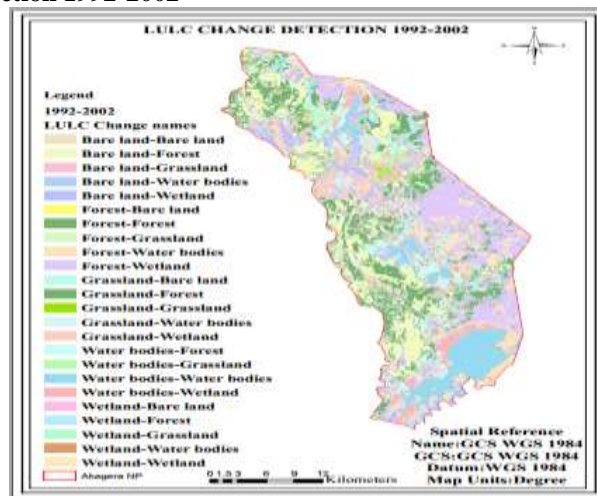 ction 1992-2002
LULC CHANGE DETECTION 1992-2002
Legend
1992-2002
LULC Change names
Bare land-Bare land
Bare land-Forest
Bare land-Grassland
Bare land-Water bodies
Bare land-Wetland
Forest-Bare land
Forest-Forest
Forest-Grassland
Forest-Water bodies
Forest-Wetland
Grassland-Bare land
Grassland-Forest
Grassland-Grassland
Grassland-Water bodies
Grassland-Wetland
Water bodies-Forest
Water bodies-Grassland
Water bodies-Water bodies
Water bodies-Wetland
Wetland-Bare land
Wetland-Forest
Wetland-Grassland
Wetland-Water bodies
Wetland-Wetland
Akagera NP
Kilometers
Spatial Reference
Name:GCS WGS 1984
GCS:GCS WGS 1984
Datum:WGS 1984
Map Units:Degree